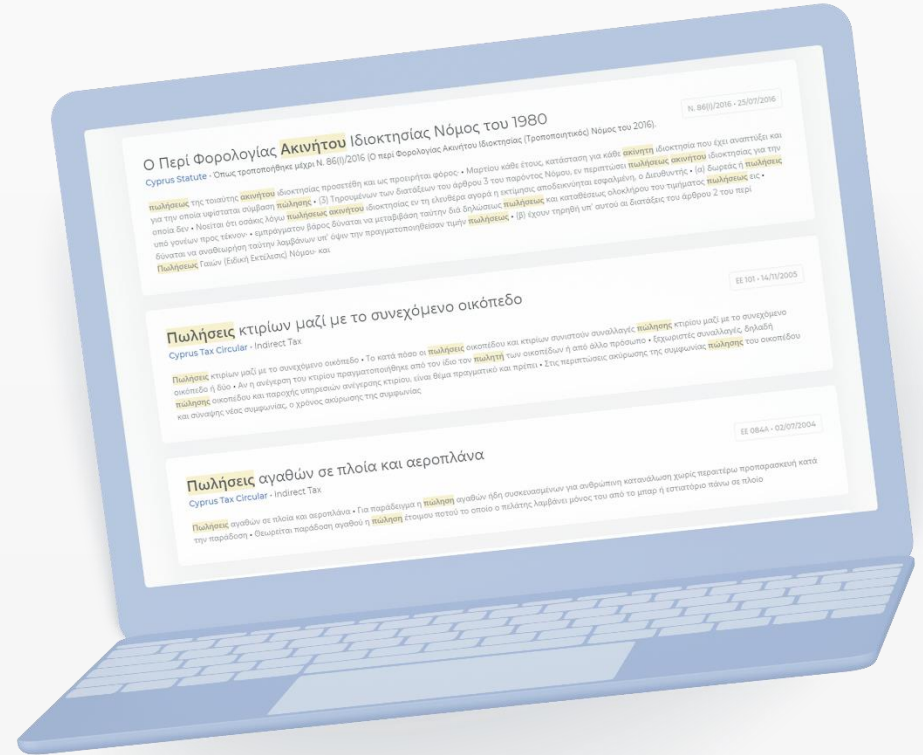 Ο Περί Φορολογίας Ακινήτου Ιδιοκτησίας Νόμος του 1980
Ν. 86(I)/2016 - 25/07/2016
Cyprus Statute - Όπως τροποποιήθηκε μέχρι Ν. 86(I)/2016 (Ο περί Φορολογίας Ακινήτου Ιδιοκτησίας (Τροποποιητικός) Νόμος του 2016).
πωλήσεως της τοιαύτης ακινήτου ιδιοκτησίας προσετέθη και ως προειρήται φόρος· • Μαρτίου κάθε έτους, κατάσταση για κάθε ακίνητη ιδιοκτησία που έχει αναπτύξει και
για την οποία υφίσταται σύμβαση πώλησης • (3) Τηρουμένων των διατάξεων του άρθρου 3 του παρόντος Νόμου, εν περιπτώσει πωλήσεως ακινήτου ιδιοκτησίας για την
οποία δεν • Νοείται ότι οσάκις λόγω πωλήσεως ακινήτου ιδιοκτησίας εν τη ελευθέρα αγορά η εκτίμησις αποδεικνύεται εσφαλμένη, ο Διευθυντής • (α) δωρεάς ή πωλήσεις
υπό γονέων προς τέκνον· • εμπράγματον βάρος δύναται να μεταβιβάση ταύτην διά δηλώσεως πωλήσεως και καταθέσεως ολοκλήρου του τιμήματος πωλήσεως εις •
δύναται να αναθεωρήση ταύτην λαμβάνων υπ' όψιν την πραγματοποιηθείσαν τιμήν πωλήσεως • (β) έχουν τηρηθή υπ' αυτού αι διατάξεις του άρθρου 2 του περί
Πωλήσεως Γαιών (Ειδική Εκτέλεσις) Νόμου· και
Πωλήσεις κτιρίων μαζί με το συνεχόμενο οικόπεδο
ΕΕ 101 - 14/11/2005
Cyprus Tax Circular - Indirect Tax
Πωλήσεις κτιρίων μαζί με το συνεχόμενο οικόπεδο • Το κατά πόσο οι πωλήσεις οικοπέδου και κτιρίων συνιστούν συναλλαγές πώλησης κτιρίου μαζί με το συνεχόμενο
οικόπεδο ή δύο • Αν η ανέγερση του κτιρίου πραγματοποιήθηκε από τον ίδιο τον πωλητή των οικοπέδων ή από άλλο πρόσωπο • ξεχωριστές συναλλαγές, δηλαδή
πώλησης οικοπέδου και παροχής υπηρεσιών ανέγερσης κτιρίου, είναι θέμα πραγματικό και πρέπει • Στις περιπτώσεις ακύρωσης της συμφωνίας πώλησης του οικοπέδου
και σύναψης νέας συμφωνίας, ο χρόνος ακύρωσης της συμφωνίας
Πωλήσεις αγαθών σε πλοία και αεροπλάνα
ΕΕ 084Α - 02/07/2004
Cyprus Tax Circular - Indirect Tax
Πωλήσεις αγαθών σε πλοία και αεροπλάνα • Για παράδειγμα η πώληση αγαθών ήδη συσκευασμένων για ανθρώπινη κατανάλωση χωρίς περαιτέρω προπαρασκευή κατά
την παράδοση • Θεωρείται παράδοση αγαθού η πώληση έτοιμου ποτού το οποίο ο πελάτης λαμβάνει μόνος του από το μπαρ ή εστιατόριο πάνω σε πλοίο